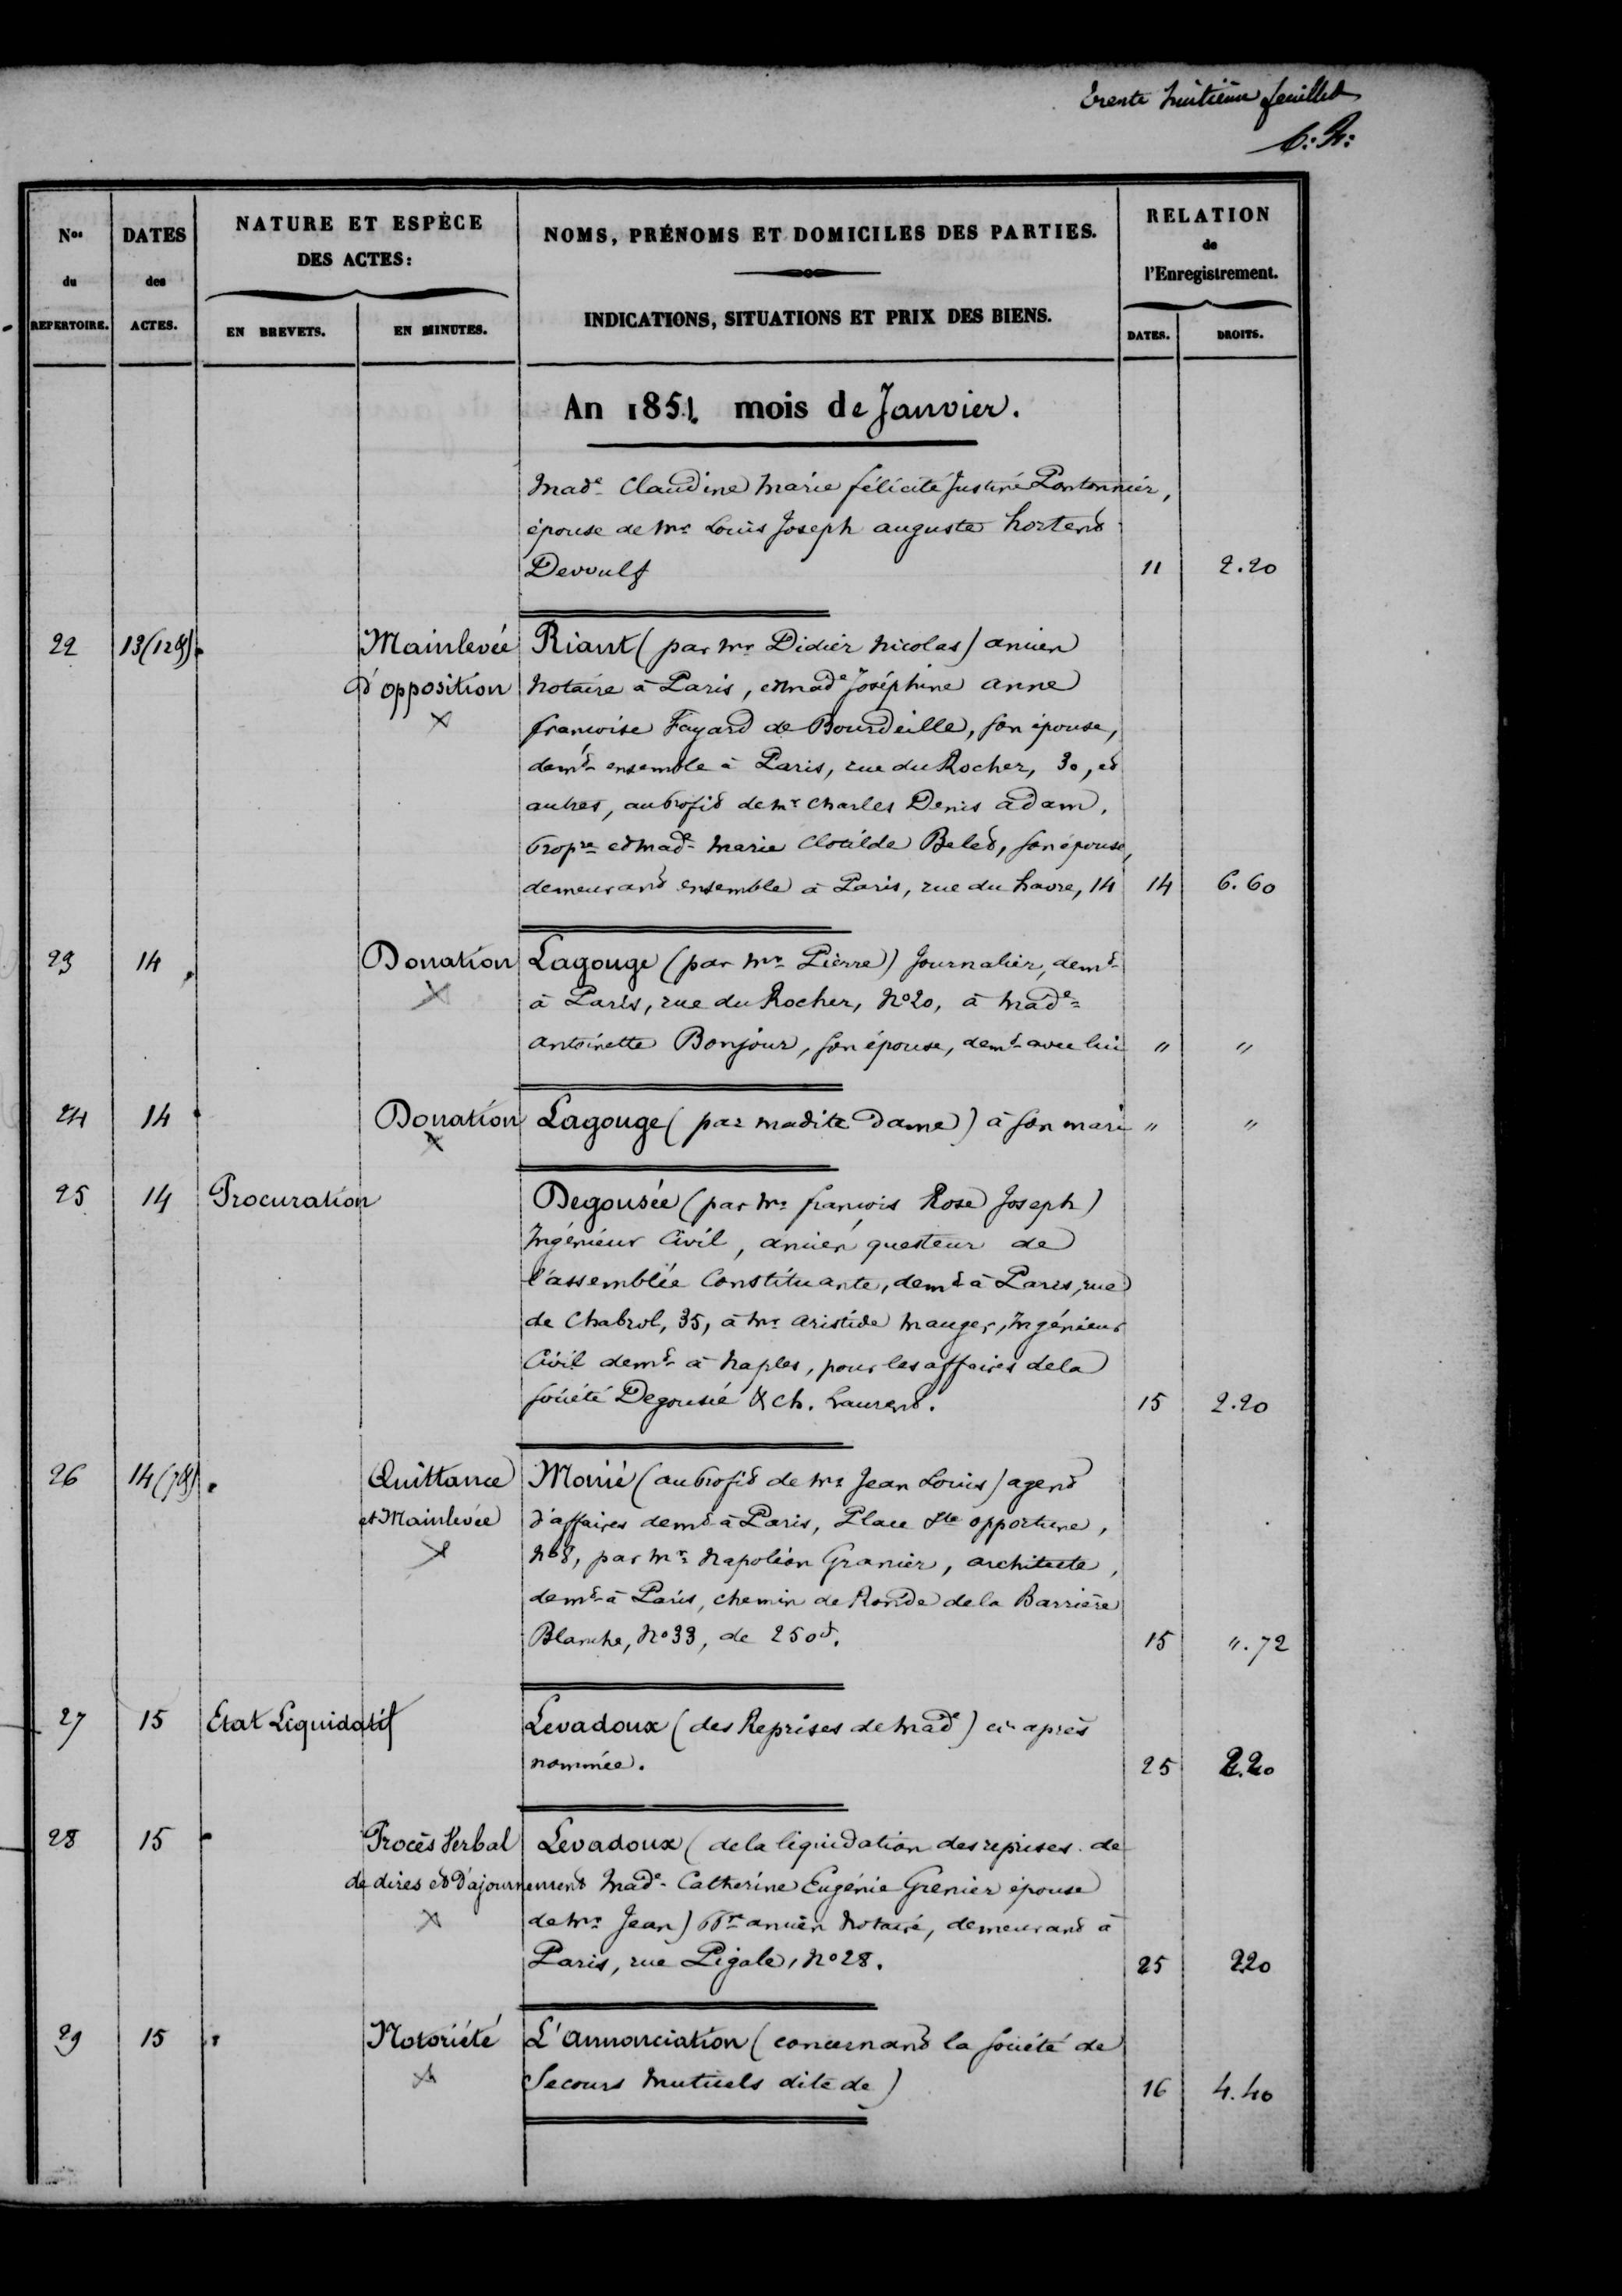 trente huitième feuillet
Nos du REPERTOIRE.
DATES des ACTES.
NATURE ET ESPÈCE DES ACTES:
EN BREVETS.
EN MINUTES.
NOMS, PRÉNOMS ET DOMICILES DES PARTIES.
INDICATIONS, SITUATIONS ET PRIX DES BIENS.
RELATION de l'Enregistrement.
DATES.
DROITS.
An 1851. mois de Janvier.
Made Claudine Marie félicité Justine Pontonnier,
épouse de Mr Louis Joseph auguste hortend
Devoulf 11 2.20
22 13(12 Mainlevée Riant (par Mr Didier Nicolas) ancien
d'opposition notaire à Paris, et Made Joséphine anne
francoise Fayard de Bourdeille, son épouse,
demt ensemble à Paris, rue du Rocher, 30, et
autres, au profit de Mr Charles Denis adam,
propre et Made Marie Clotilde Belet, son épouse,
demeurant ensemble à Paris, rue du havre, 14 14 6.60
23 14 Donation Lagouge (par Mr Pierre) Journalier, demt
à Paris, rue du Rocher, No 20, à Made
antoinette Bonjour, son épouse, demt avec lui " "
24 14 Donation Lagouge (par madite Dame) à son mari " "
25 14 Procuration Degousée (par Mr francois Rose Joseph)
Ingénieur Civil, ancien questeur de
l'assemblée Constituante, demt à Paris, rue
de Chabrol, 35, à Mr aristide Mauger, Ingénieur
Civil demt à Naples, pour les affaires de la
société Degousée & Ch. Laurent. 15 2.20
26 14 (7 Quittance Morié (au profit de Mr Jean Louis) agent
et Mainlevée d'affaires demt à Paris, Place Ste opportune,
No 8, par Mr Napoléon Granier, architecte,
demt à Paris, chemin de Ronde de la Barrière
Blanche, No 33, de 250f. 15 ". 72
27 15 Etat Liquidatif Levadoux (des Reprises de Made) ci-après
nommée. 25 2.20
28 15 Procès Verbal Levadoux (de la liquidation des reprises de
de dires et d'ajournement Made Catherine Eugénie Grenier épouse
de Mr Jean) ancien Notaire, demeurant à
Paris, rue Pigale, No 28. 25 220
29 15 Notoriété L'annonciation (concernant la société de
Secours Mutuels dite de) 16 4.40